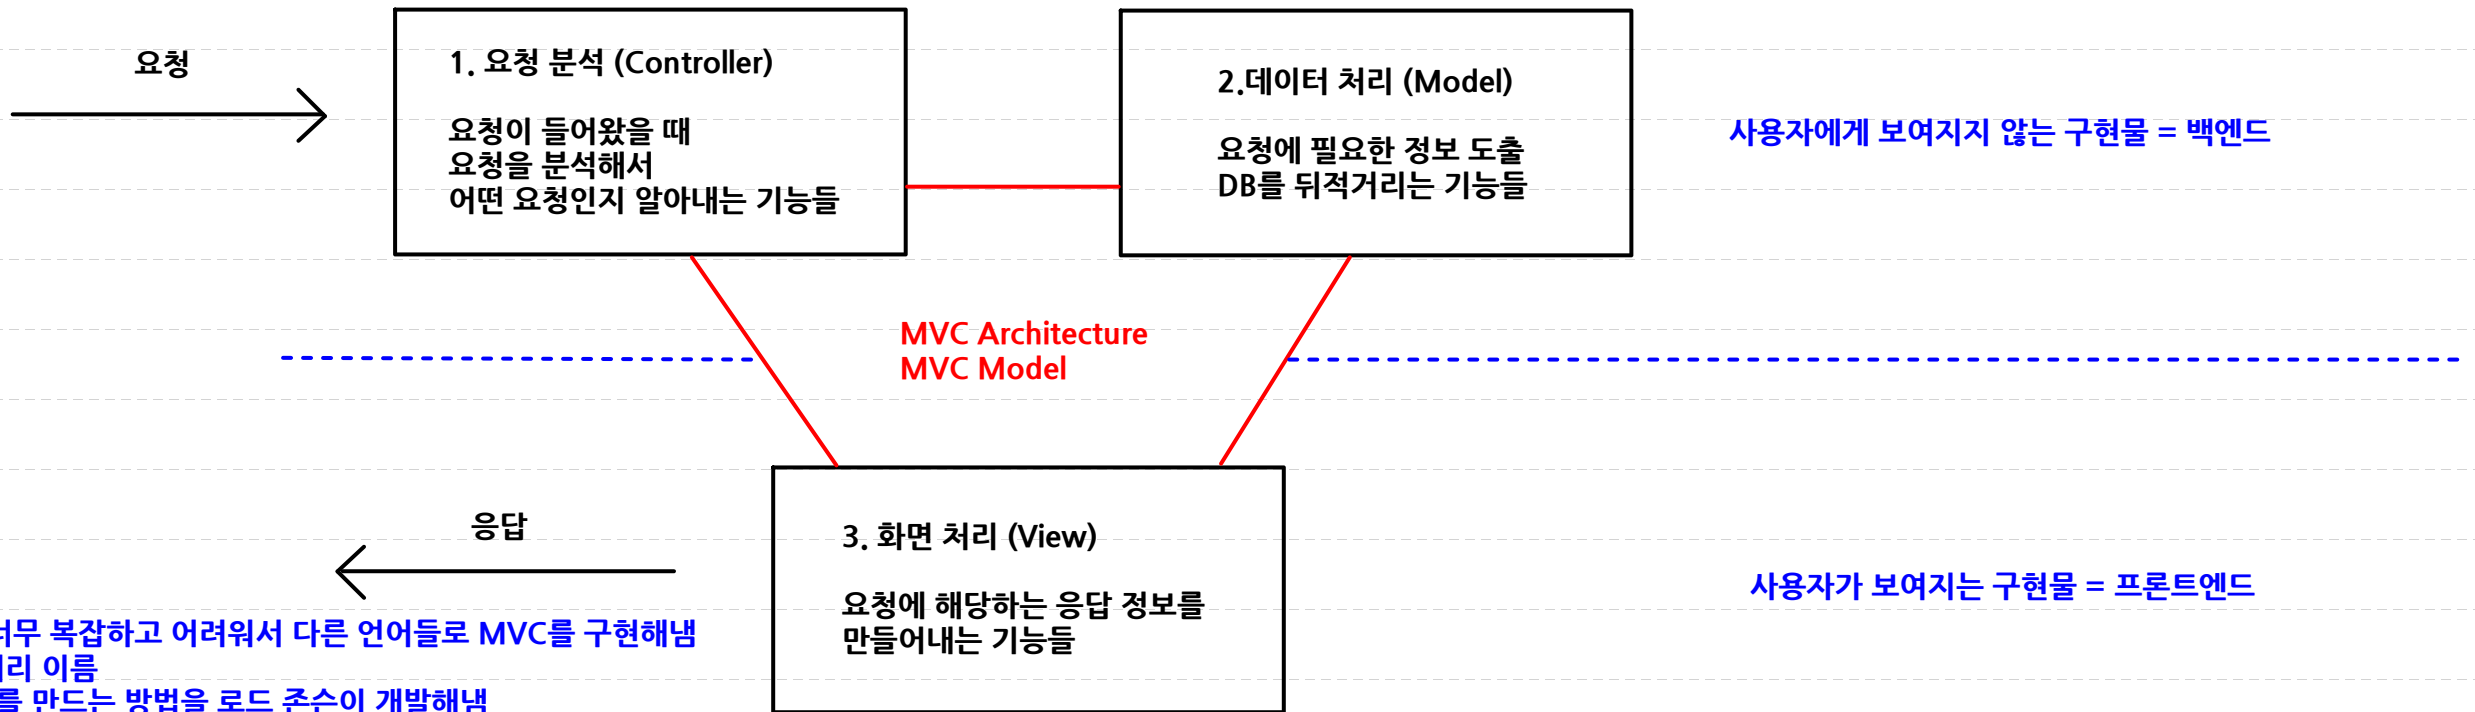 요청
1. 요청 분석 (Controller)
요청이 들어왔을 때
요청을 분석해서
어떤 요청인지 알아내는 기능들
2.데이터 처리 (Model)
요청에 필요한 정보 도출
DB를 뒤적거리는 기능들
사용자에게 보여지지 않는 구현물 = 백엔드
MVC Architecture
MVC Model
응답
3. 화면 처리 (View)
요청에 해당하는 응답 정보를
만들어내는 기능들
사용자가 보여지는 구현물 = 프론트엔드
복잡하고 어려워서 다른 언어들로 MVC를 구현해냄
이름
를 만드는 방법을 로드 존슨이 개발해냄